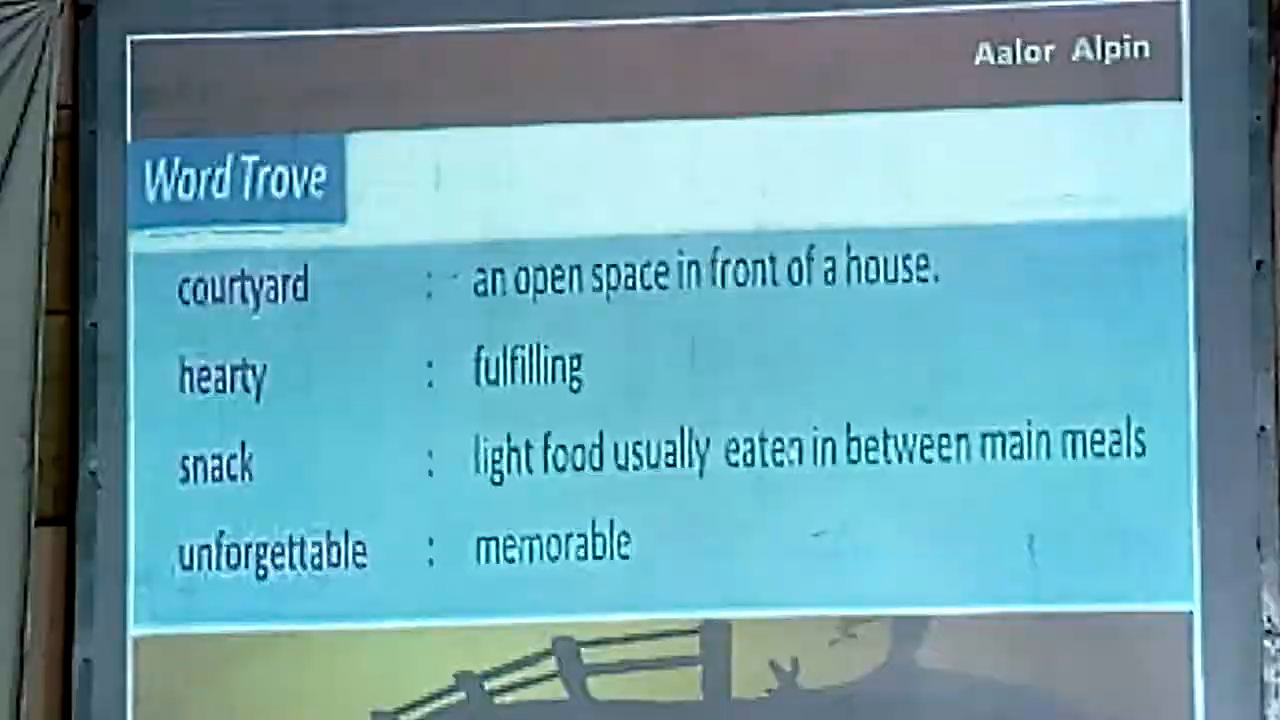 Aalor Alpin
Word Trove
courtyard : an open space in front of a house.
hearty : fulfilling
snack : light food usually eaten in between main meals
unforgettable : memorable